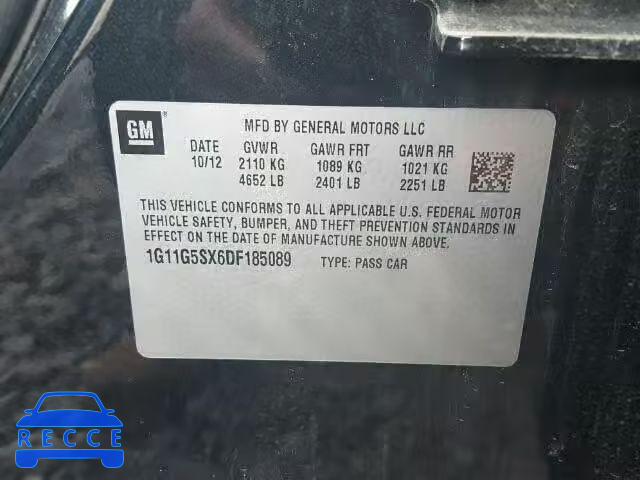 GM
®
MFD BY GENERAL MOTORS LLC
DATE GVWR GAWR FRT GAWR RR
10/12 2110 KG 1089 KG 1021 KG
4652 LB 2401 LB 2251 LB
THIS VEHICLE CONFORMS TO ALL APPLICABLE U.S. FEDERAL MOTOR
VEHICLE SAFETY, BUMPER, AND THEFT PREVENTION STANDARDS IN
EFFECT ON THE DATE OF MANUFACTURE SHOWN ABOVE.
1G11G5SX6DF185089 TYPE: PASS CAR
RECCE